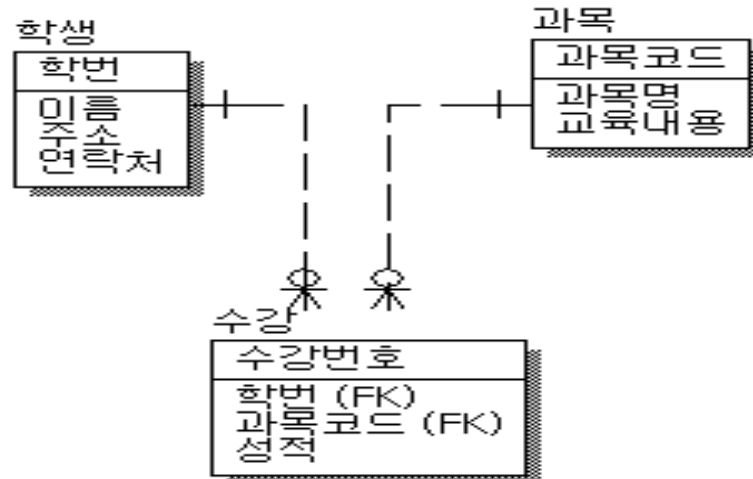 학생
학번
이름
주소
연락처
과목
과목코드
과목명
교육내용
수강
수강번호
학번 (FK)
과목코드 (FK)
성적